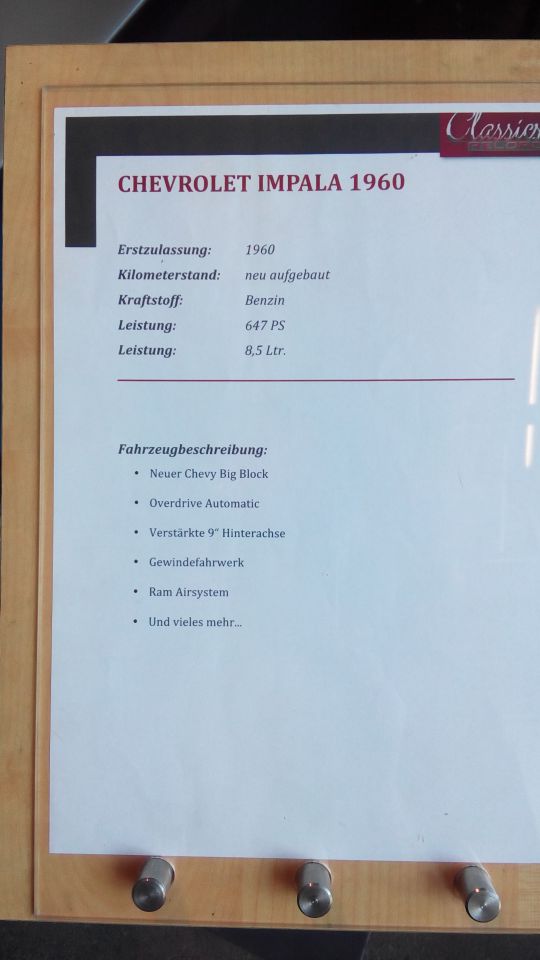 Classics
CHEVROLET IMPALA 1960
Erstzulassung: 1960
Kilometerstand: neu aufgebaut
Kraftstoff: Benzin
Leistung: 647 PS
Leistung: 8,5 Ltr.
Fahrzeugbeschreibung:
• Neuer Chevy Big Block
• Overdrive Automatic
• Verstärkte 9“ Hinterachse
• Gewindefahrwerk
• Ram Airsystem
• Und vieles mehr...